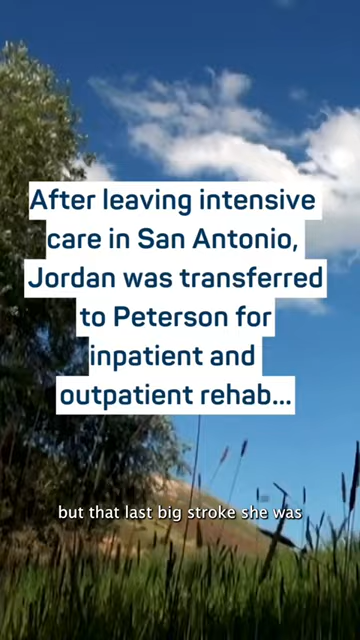 After leaving intensive
care in San Antonio,
Jordan was transferred
to Peterson for
inpatient and
outpatient rehab...
but that last big stroke she was